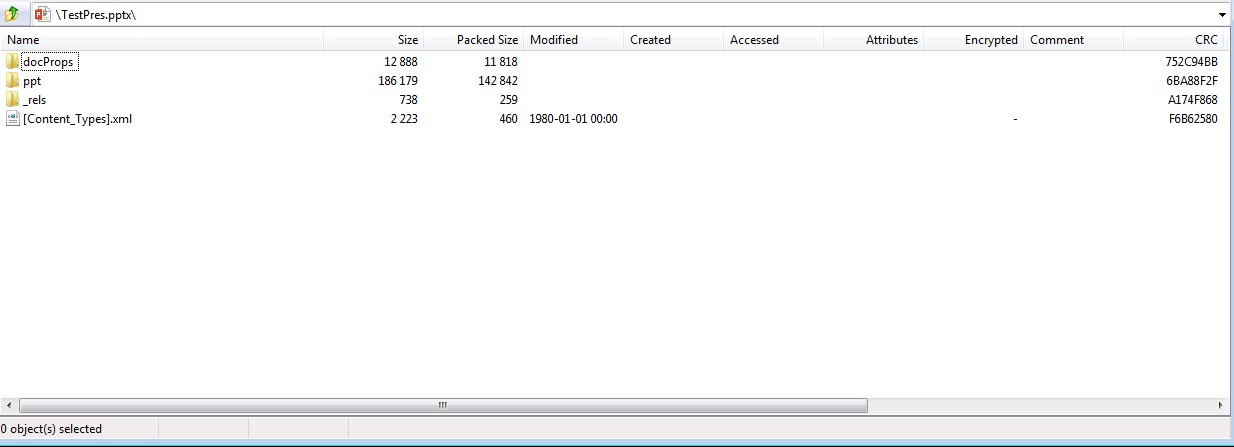 \TestPres.pptx\
Name Size Packed Size Modified Created Accessed Attributes Encrypted Comment CRC
docProps 12 888 11 818 752C94BB
ppt 186 179 142 842 6BA88F2F
_rels 738 259 A174F868
[Content_Types].xml 2 223 460 1980-01-01 00:00 - F6B62580
0 object(s) selected